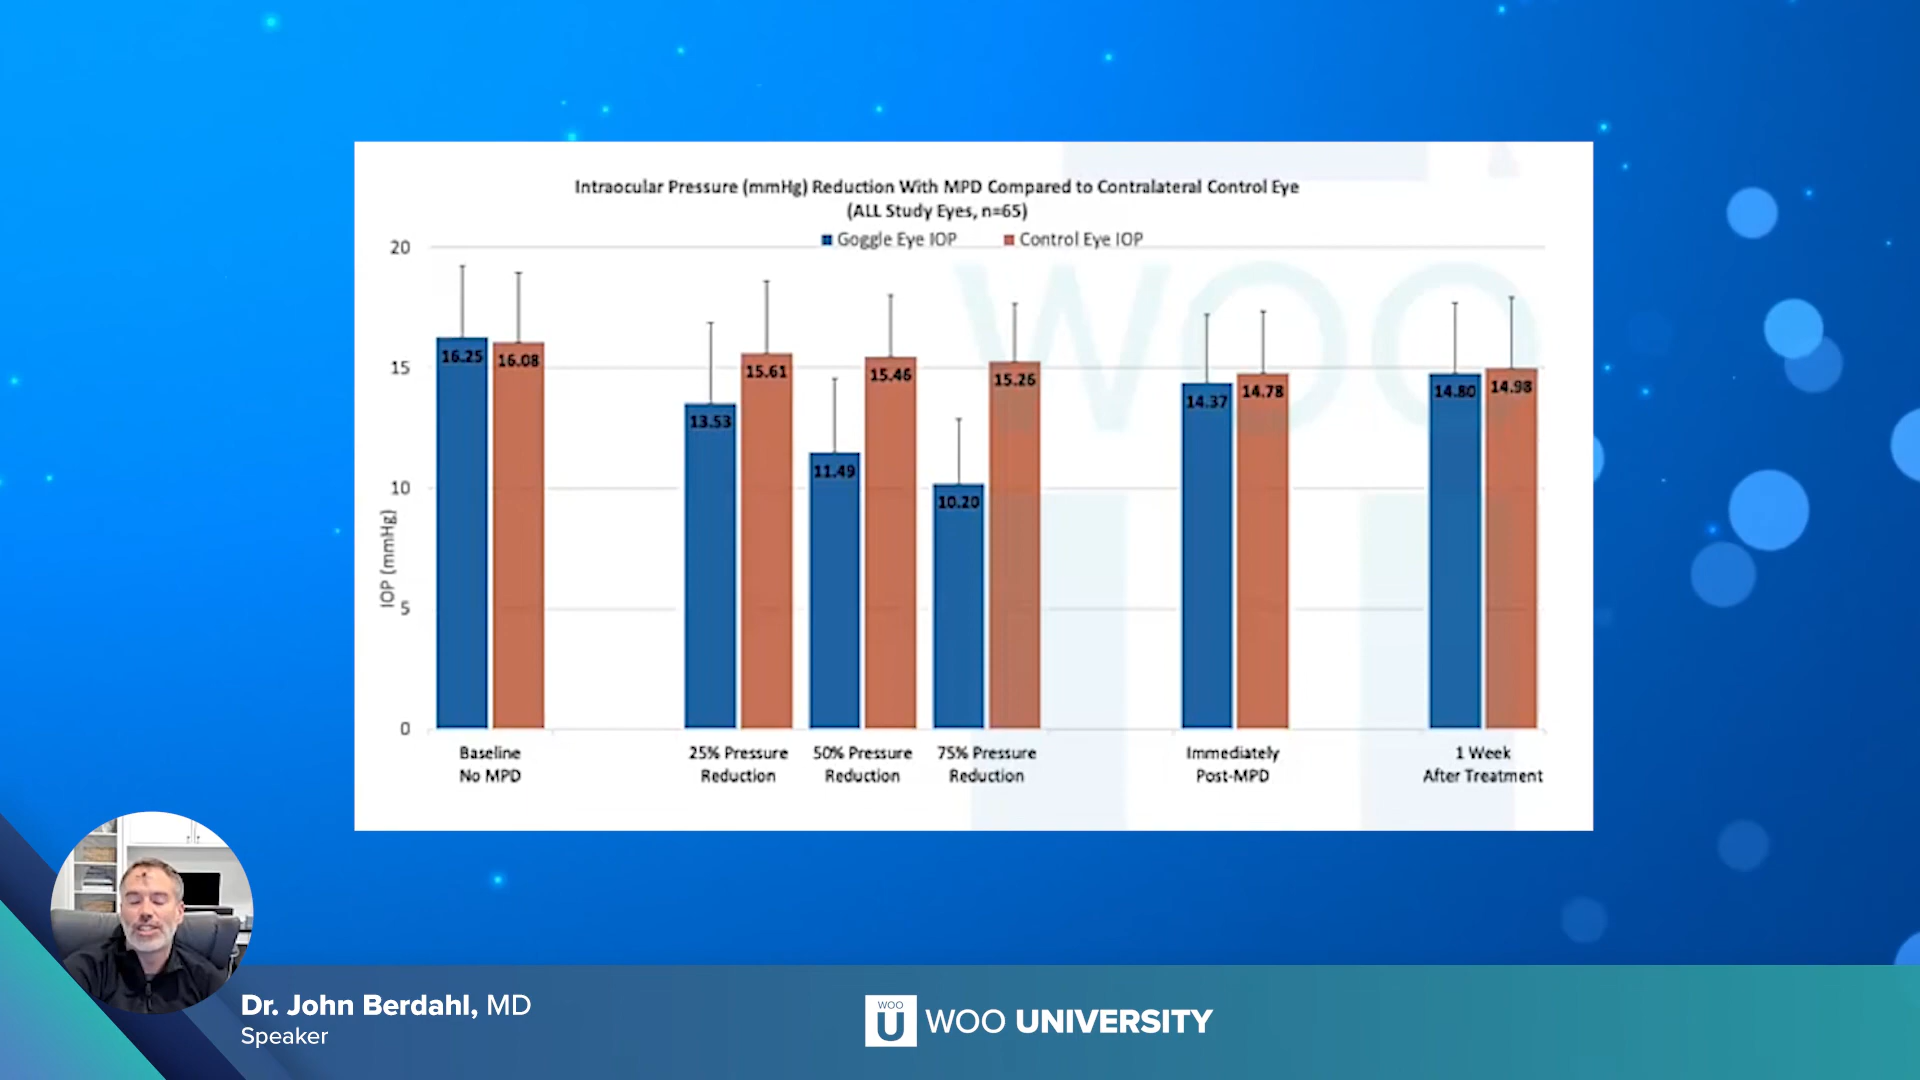 Intraocular Pressure (mmHg) Reduction With MPD Compared to Contralateral Control Eye
(ALL Study Eyes, n=65)
Goggle Eye IOP
Control Eye IOP
20
15
10
5
0
IOP (mmHg)
16.25
16.08
13.53
15.61
11.49
15.46
10.20
15.26
14.37
14.78
14.80
14.98
Baseline
No MPD
25% Pressure
Reduction
50% Pressure
Reduction
75% Pressure
Reduction
Immediately
Post-MPD
1 Week
After Treatment
WOO
U
Dr. John Berdahl, MD
Speaker
WOO
U
WOO UNIVERSITY